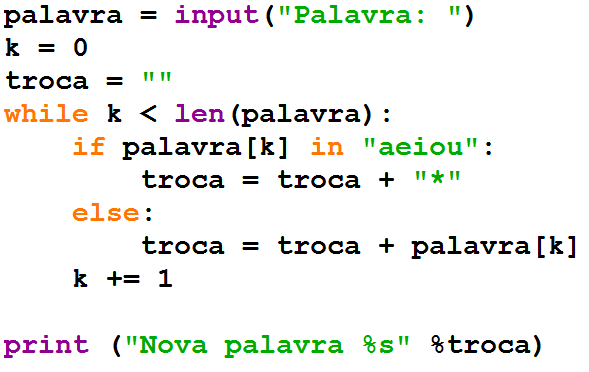 palavra = input("Palavra: ")
k = 0
troca = ""
while k < len(palavra):
    if palavra[k] in "aeiou":
        troca = troca + "*"
    else:
        troca = troca + palavra[k]
    k += 1

print ("Nova palavra %s" %troca)